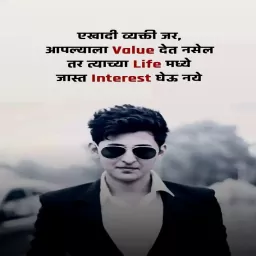 एखादी व्यक्ती जर,
आपल्याला Value देत नसेल
तर त्याच्या Life मध्ये
जास्त Interest घेऊ नये